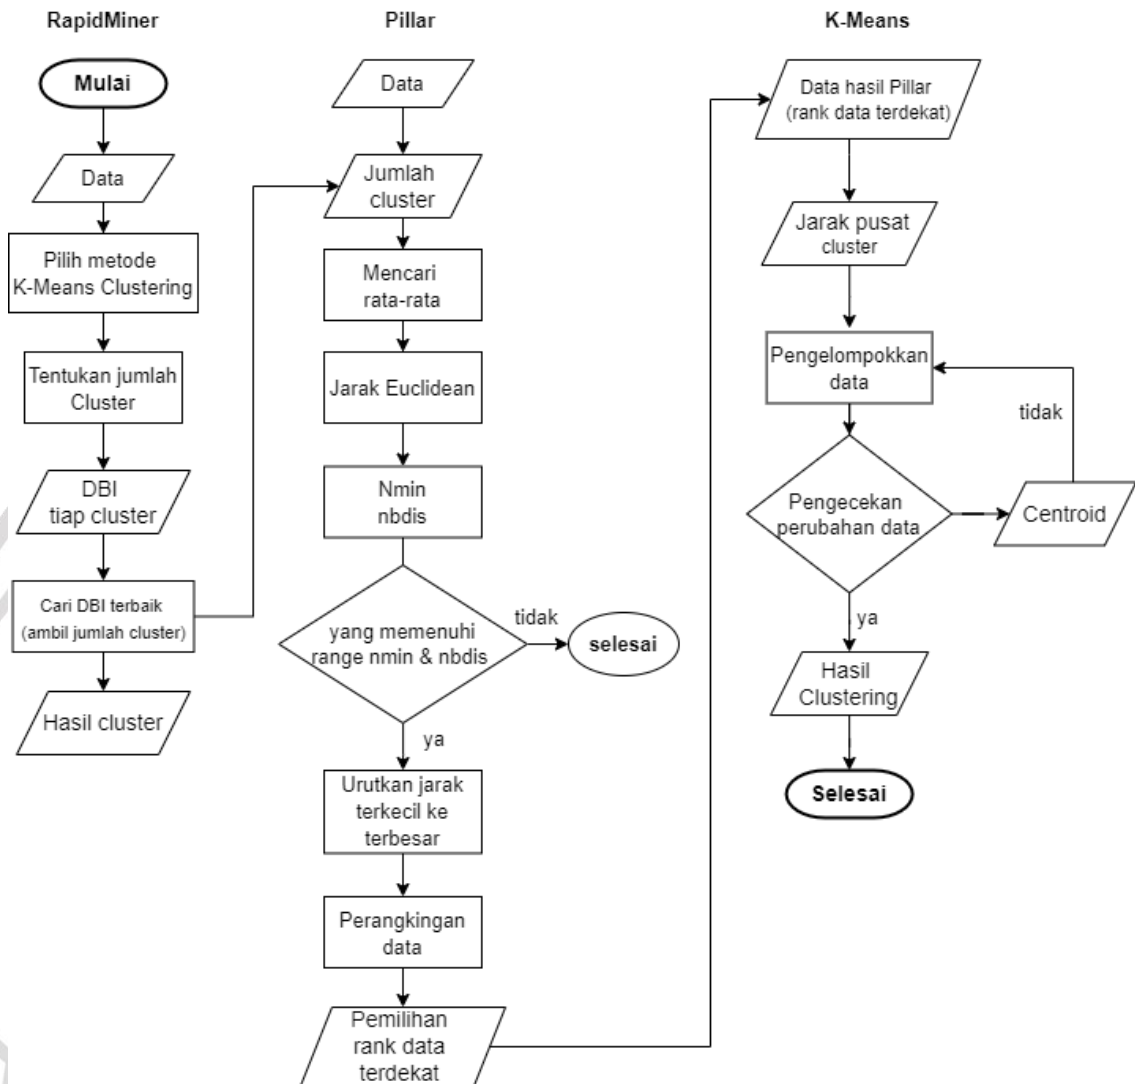 RapidMiner
Mulai
Data
Pilih metode
K-Means Clustering
Tentukan jumlah
Cluster
DBI
tiap cluster
Cari DBI terbaik
(ambil jumlah cluster)
Hasil cluster
Pillar
Data
Jumlah
cluster
Mencari
rata-rata
Jarak Euclidean
Nmin
nbdis
yang memenuhi
range nmin & nbdis
tidak
selesai
ya
Urutkan jarak
terkecil ke
terbesar
Perangkingan
data
Pemilihan
rank data
terdekat
K-Means
Data hasil Pillar
(rank data terdekat)
Jarak pusat
cluster
Pengelompokkan
data
tidak
Pengecekan
perubahan data
Centroid
ya
Hasil
Clustering
Selesai